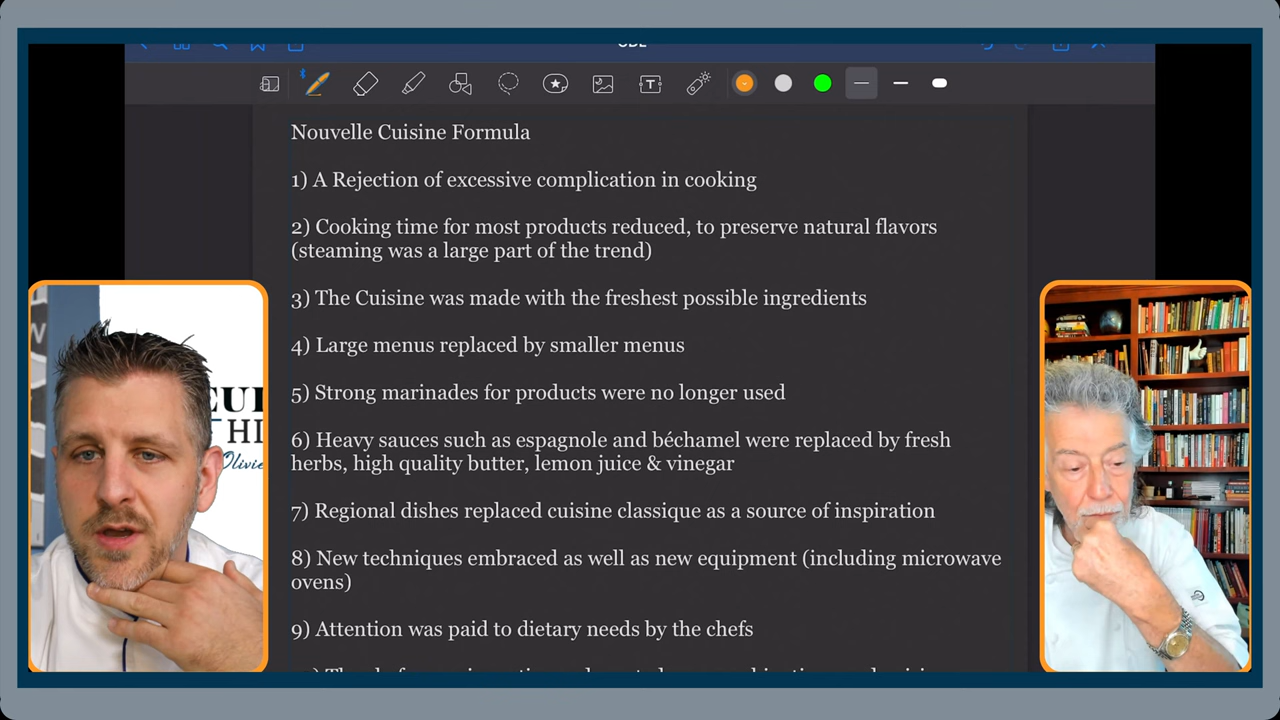 Nouvelle Cuisine Formula
1) A Rejection of excessive complication in cooking
2) Cooking time for most products reduced, to preserve natural flavors
(steaming was a large part of the trend)
3) The Cuisine was made with the freshest possible ingredients
4) Large menus replaced by smaller menus
5) Strong marinades for products were no longer used
6) Heavy sauces such as espagnole and béchamel were replaced by fresh
herbs, high quality butter, lemon juice & vinegar
7) Regional dishes replaced cuisine classique as a source of inspiration
8) New techniques embraced as well as new equipment (including microwave
ovens)
9) Attention was paid to dietary needs by the chefs
CUL
HI
Olivie